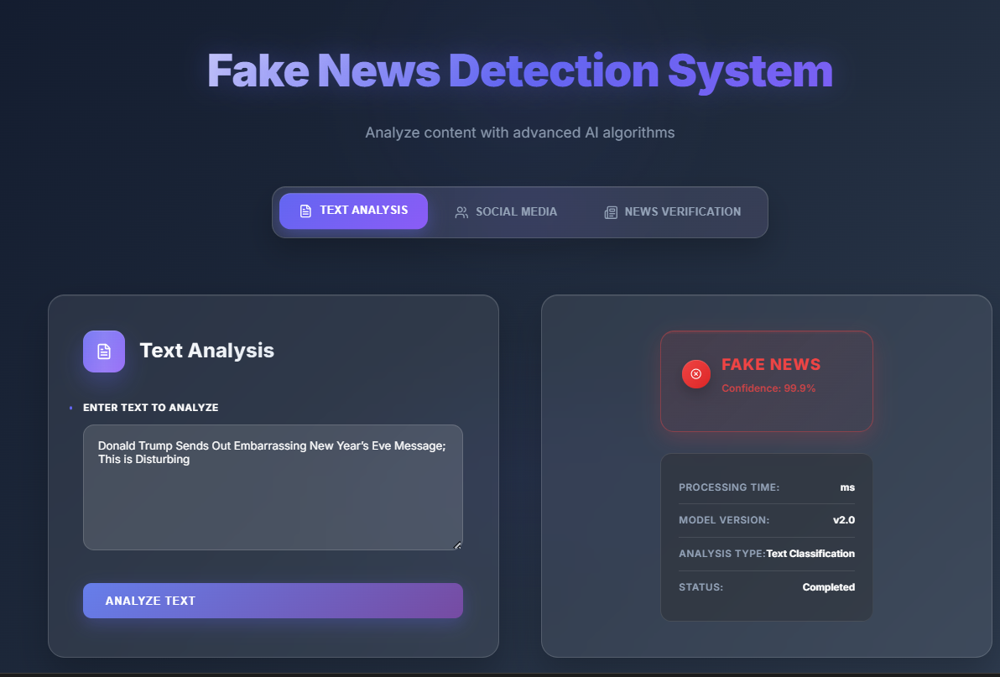 Fake News Detection System
Analyze content with advanced AI algorithms
TEXT ANALYSIS
SOCIAL MEDIA
NEWS VERIFICATION
Text Analysis
ENTER TEXT TO ANALYZE
Donald Trump Sends Out Embarrassing New Year’s Eve Message;
This is Disturbing
ANALYZE TEXT
FAKE NEWS
Confidence: 99.9%
PROCESSING TIME: ms
MODEL VERSION: v2.0
ANALYSIS TYPE: Text Classification
STATUS: Completed